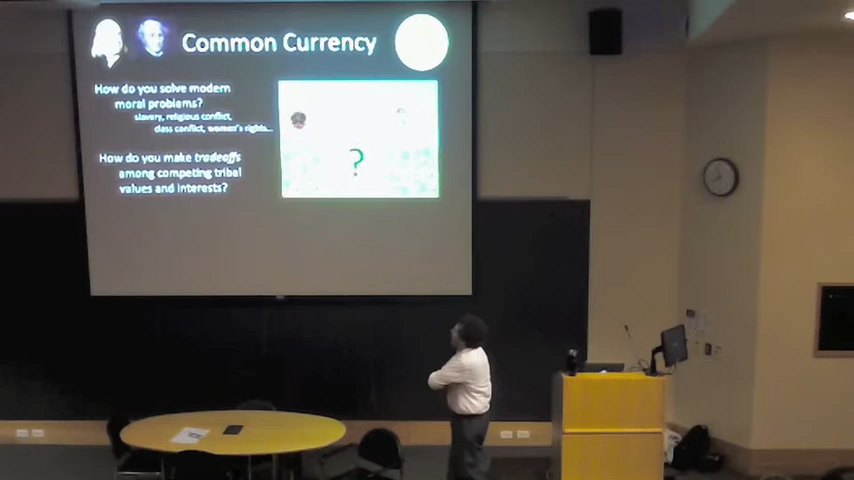 Common Currency
How do you solve modern
moral problems?
slavery, religious conflict,
class conflict, women's rights...
How do you make tradeoffs
among competing tribal
values and interests?
?